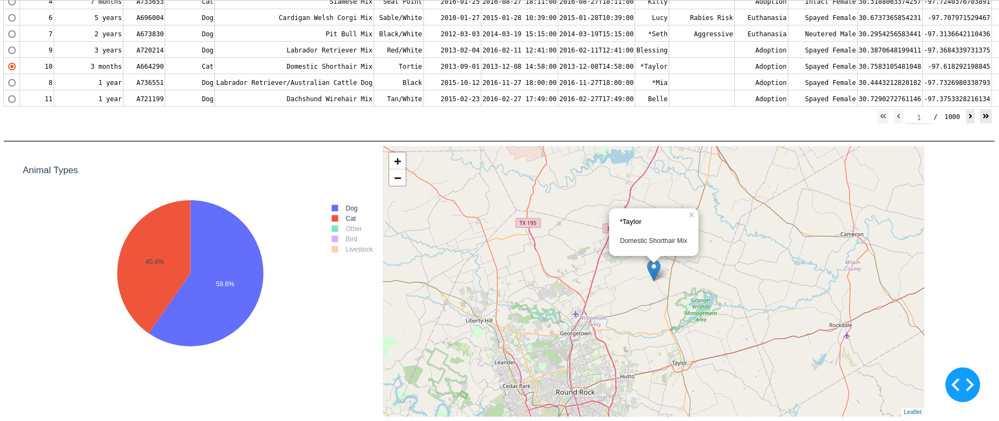 4 7 months A733653 Cat Siamese Mix Seal Point 2016-01-25 2016-08-27 18:11:00 2016-08-27T18:11:00 Kitty Adoption Intact Female 30.3188063374257 -97.7240376703891
6 5 years A696004 Dog Cardigan Welsh Corgi Mix Sable/White 2010-01-27 2015-01-28 10:39:00 2015-01-28T10:39:00 Lucy Rabies Risk Euthanasia Spayed Female 30.6737365854231 -97.707971529467
7 2 years A673830 Dog Pit Bull Mix Black/White 2012-03-03 2014-03-19 15:15:00 2014-03-19T15:15:00 *Seth Aggressive Euthanasia Neutered Male 30.2954256583441 -97.3136642110436
9 3 years A720214 Dog Labrador Retriever Mix Red/White 2013-02-04 2016-02-11 12:41:00 2016-02-11T12:41:00 Blessing Adoption Spayed Female 30.3870648199411 -97.3684339731375
10 3 months A664290 Cat Domestic Shorthair Mix Tortie 2013-09-01 2013-12-08 14:58:00 2013-12-08T14:58:00 *Taylor Adoption Spayed Female 30.7583105481048 -97.618292198845
8 1 year A736551 Dog Labrador Retriever/Australian Cattle Dog Black 2015-10-12 2016-11-27 18:00:00 2016-11-27T18:00:00 *Mia Adoption Spayed Female 30.4443212820182 -97.7326980338793
11 1 year A721199 Dog Dachshund Wirehair Mix Tan/White 2015-02-23 2016-02-27 17:49:00 2016-02-27T17:49:00 Belle Adoption Spayed Female 30.7290272761146 -97.3753328216134
1 / 1000
Animal Types
Dog
Cat
Other
Bird
Livestock
40.4%
59.6%
+
−
*Taylor
×
Domestic Shorthair Mix
TX 195
Cameron
Milam
County
Granger
Wildlife
Management
Area
Williamson
County
Liberty Hill
Georgetown
Rockdale
Leander
Taylor
Hutto
Cedar Park
Round Rock
Leaflet